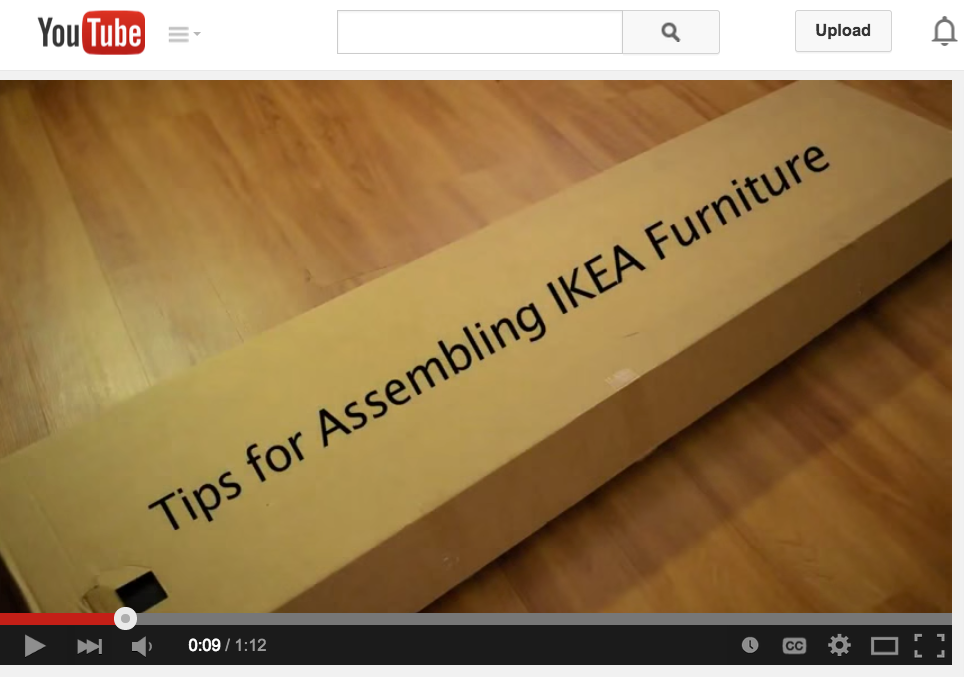 YouTube
Upload
Tips for Assembling IKEA Furniture
0:09 / 1:12
CC